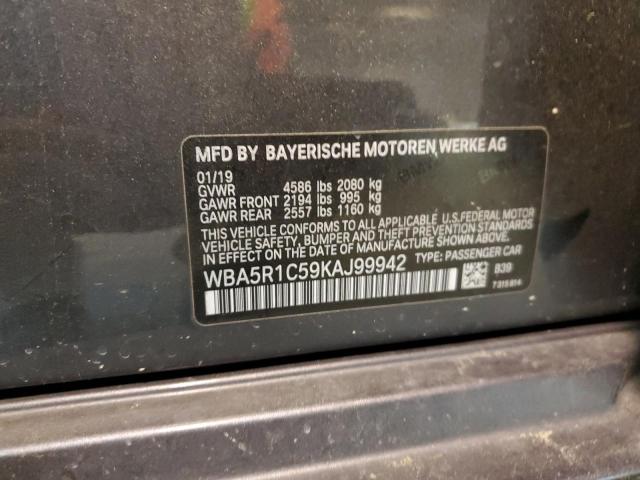 MFD BY BAYERISCHE MOTOREN WERKE AG
01/19
GVWR 4586 lbs 2080 kg
GAWR FRONT 2194 lbs 995 kg
GAWR REAR 2557 lbs 1160 kg
THIS VEHICLE CONFORMS TO ALL APPLICABLE U.S.FEDERAL MOTOR
VEHICLE SAFETY, BUMPER AND THEFT PREVENTION STANDARDS
IN EFFECT ON THE DATE OF MANUFACTURE SHOWN ABOVE.
WBA5R1C59KAJ99942 TYPE: PASSENGER CAR
B39
7315814